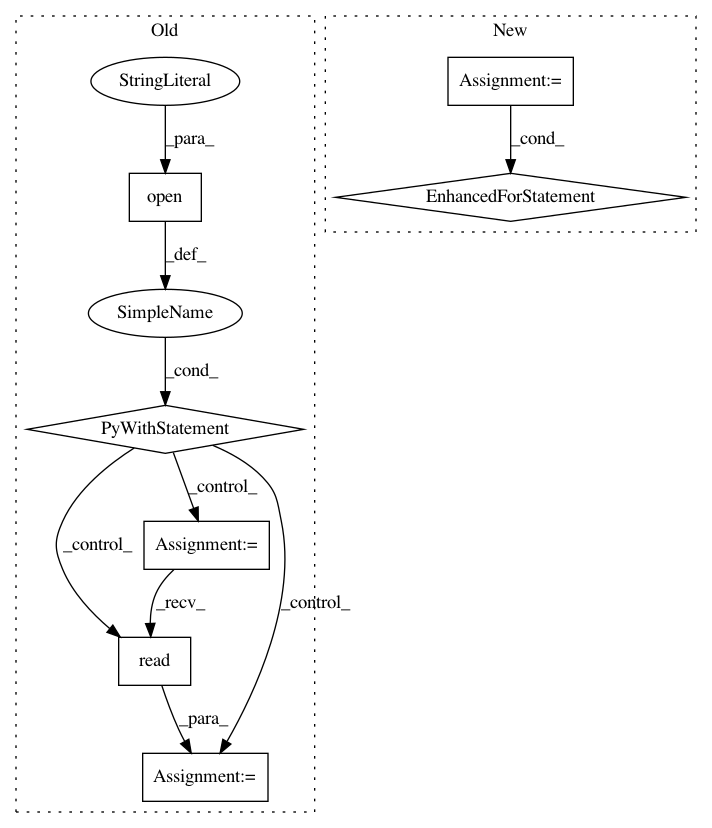 Old
New
StringLiteral
Assignment:=
_para_
_cond_
open
EnhancedForStatement
_def_
SimpleName
_cond_
PyWithStatement
_control_
_control_
_control_
Assignment:=
_recv_
read
_para_
Assignment:=